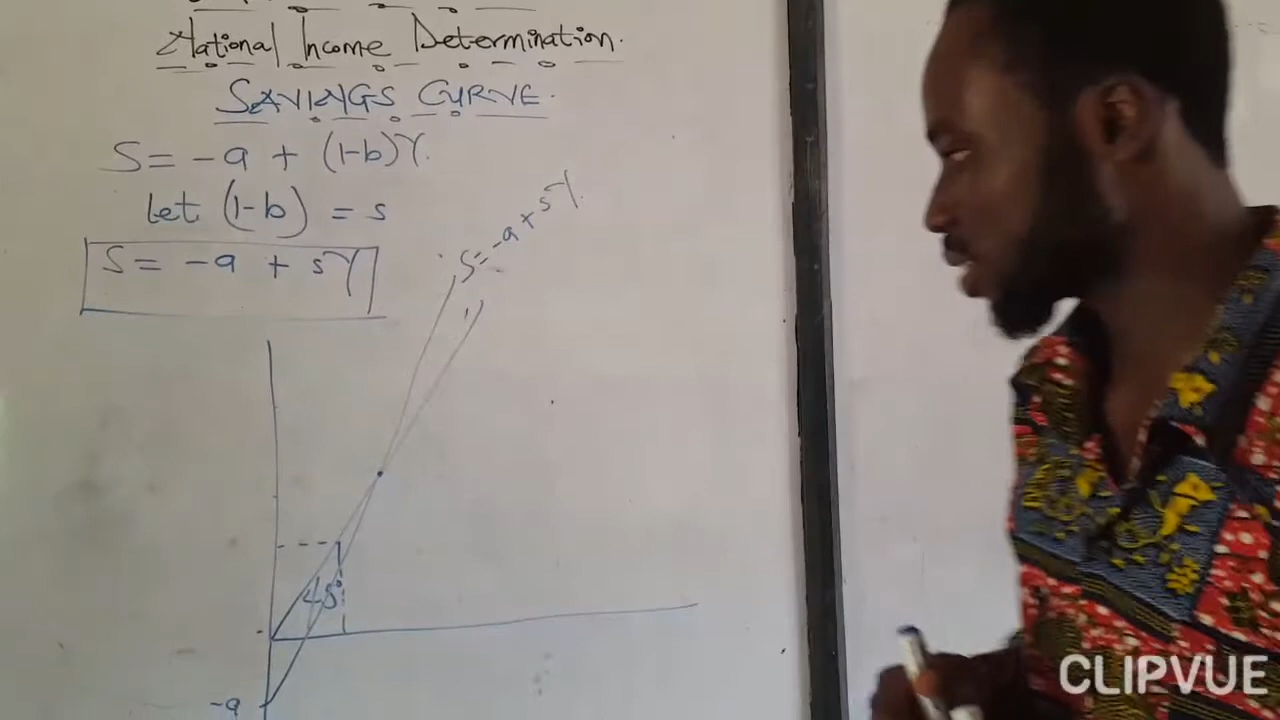 National Income Determination.
SAVINGS CURVE.
S = -a + (1-b)Y.
Let (1-b) = s
S = -a + sY
S = -a + sY.
45°
-a
CLIPVUE